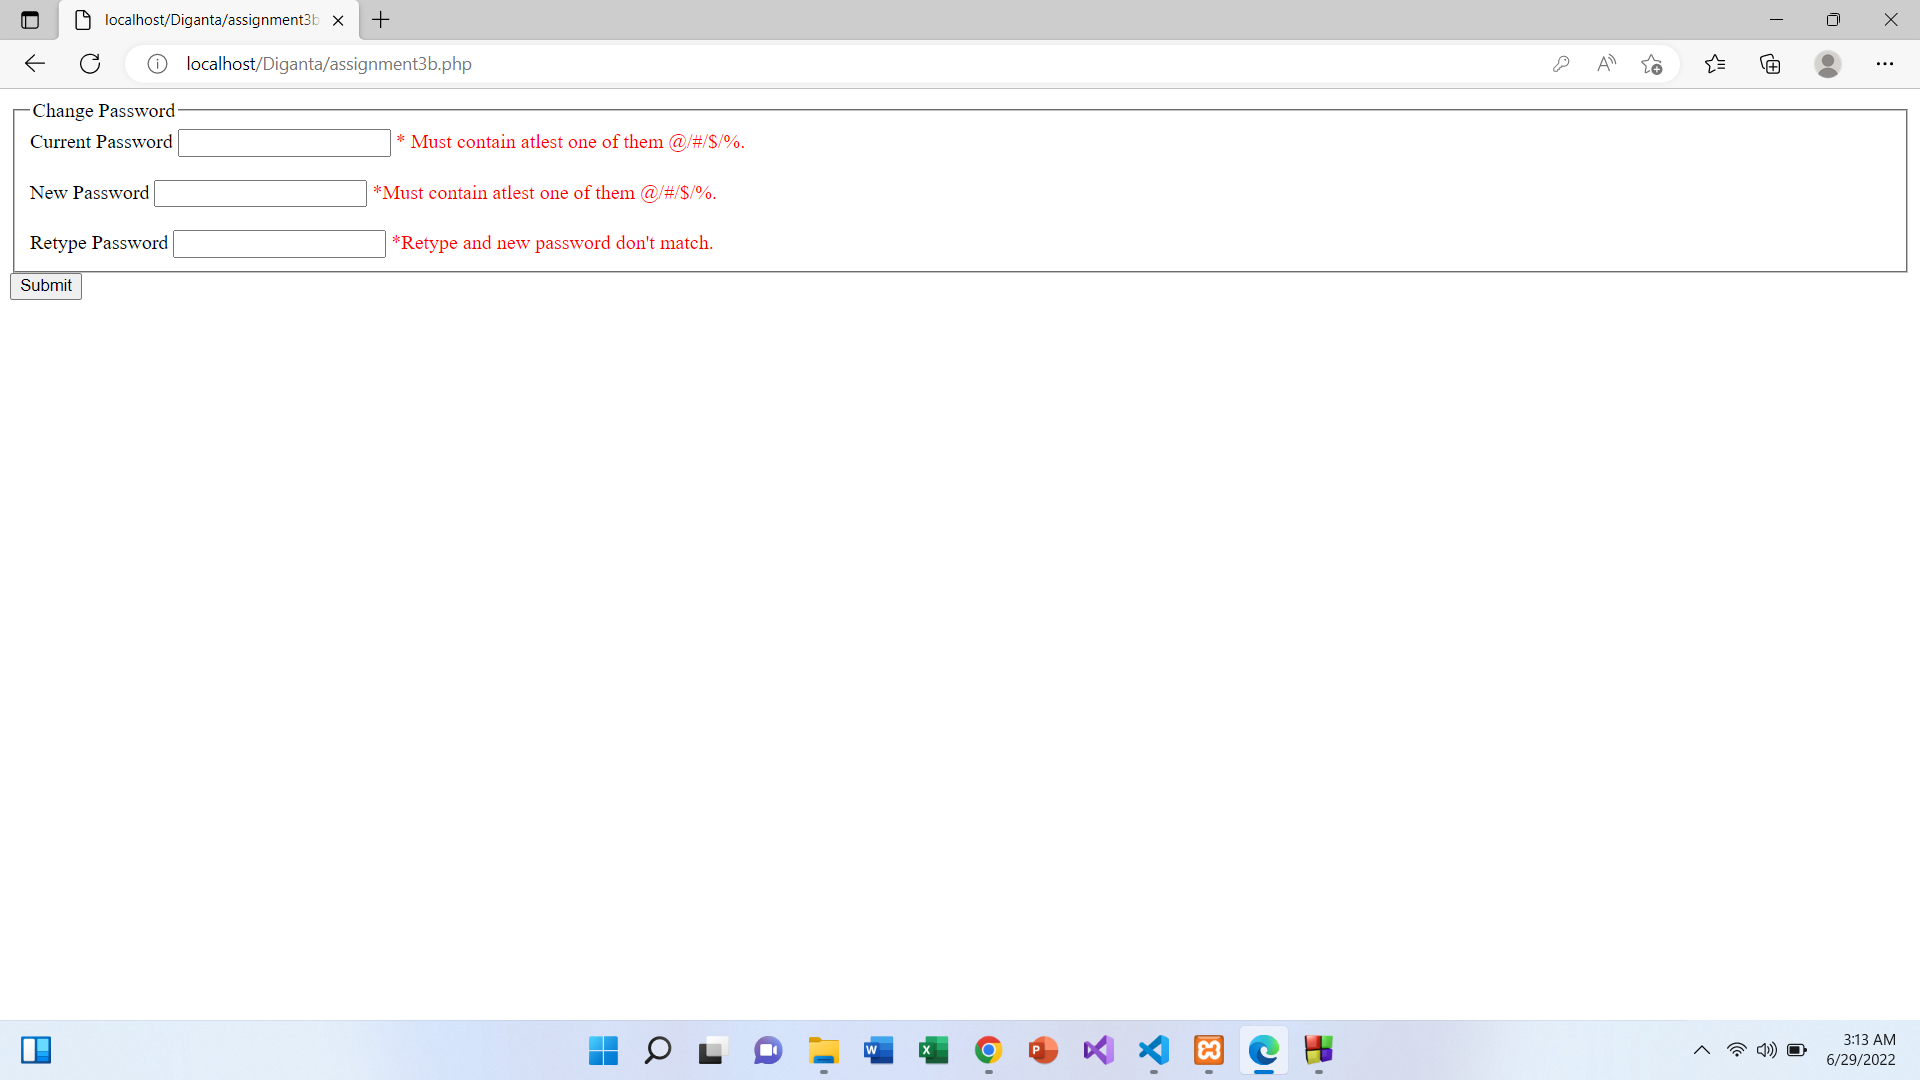 localhost/Diganta/assignment3b
localhost/Diganta/assignment3b.php
Change Password
Current Password * Must contain atlest one of them @/#/$/%.
New Password *Must contain atlest one of them @/#/$/%.
Retype Password *Retype and new password don't match.
Submit
3:13 AM
6/29/2022